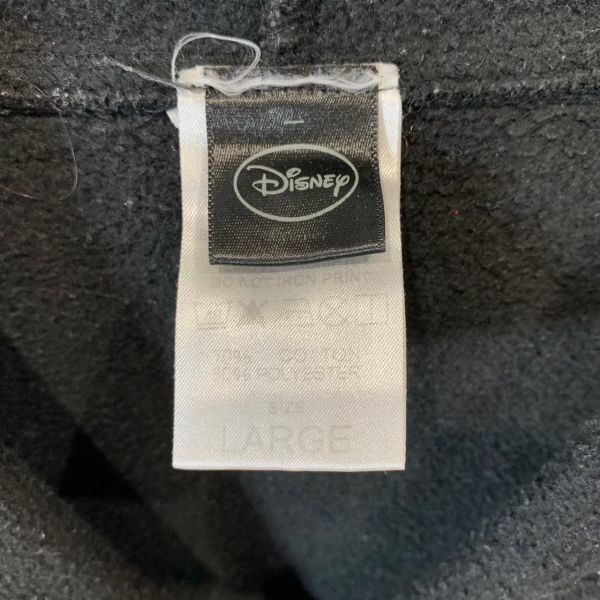 Disney
DO NOT IRON PRINT
COTTON
POLYESTER
SIZE
LARGE